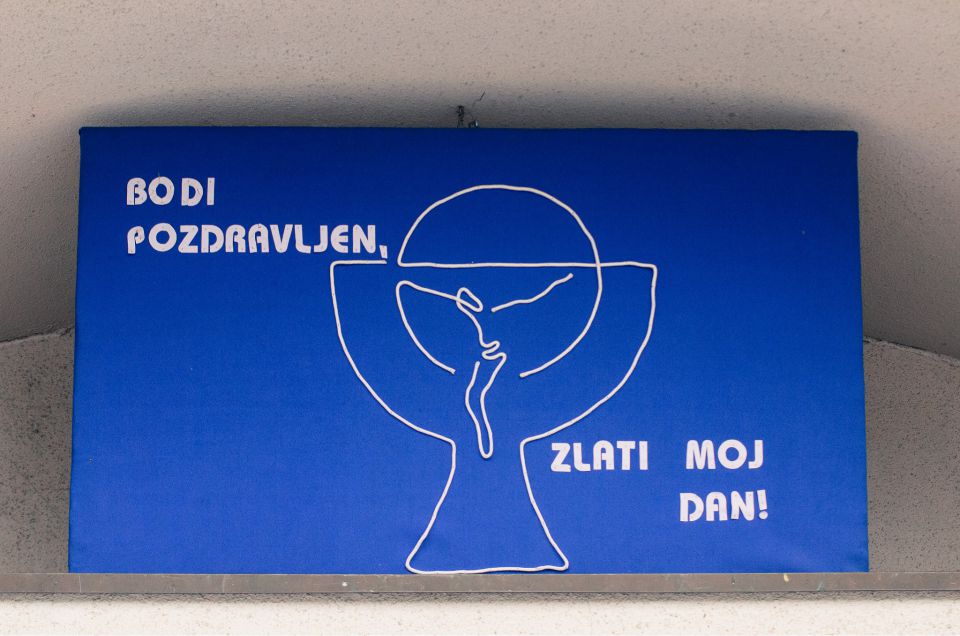 BODI
POZDRAVLJEN,
ZLATI MOJ
DAN!